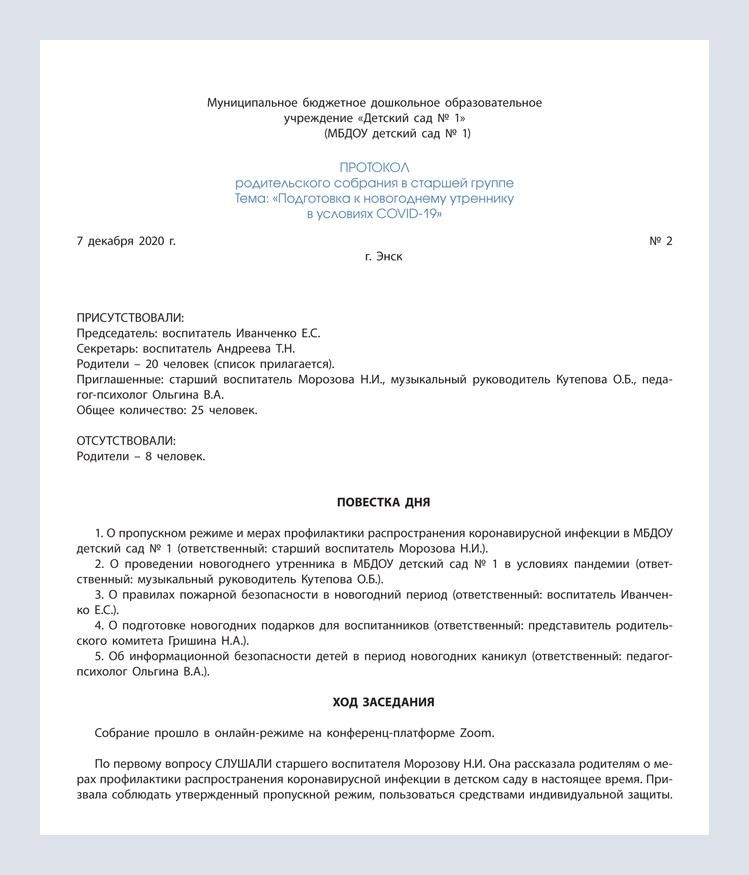 Муниципальное бюджетное дошкольное образовательное
учреждение «Детский сад № 1»
(МБДОУ детский сад № 1)
ПРОТОКОЛ
родительского собрания в старшей группе
Тема: «Подготовка к новогоднему утреннику
в условиях COVID-19»
7 декабря 2020 г. № 2
г. Энск
ПРИСУТСТВОВАЛИ:
Председатель: воспитатель Иванченко Е.С.
Секретарь: воспитатель Андреева Т.Н.
Родители – 20 человек (список прилагается).
Приглашенные: старший воспитатель Морозова Н.И., музыкальный руководитель Кутепова О.Б., педа-
гог-психолог Ольгина В.А.
Общее количество: 25 человек.
ОТСУТСТВОВАЛИ:
Родители – 8 человек.
ПОВЕСТКА ДНЯ
1. О пропускном режиме и мерах профилактики распространения коронавирусной инфекции в МБДОУ
детский сад № 1 (ответственный: старший воспитатель Морозова Н.И.).
2. О проведении новогоднего утренника в МБДОУ детский сад № 1 в условиях пандемии (ответ-
ственный: музыкальный руководитель Кутепова О.Б.).
3. О правилах пожарной безопасности в новогодний период (ответственный: воспитатель Иванчен-
ко Е.С.).
4. О подготовке новогодних подарков для воспитанников (ответственный: представитель родитель-
ского комитета Гришина Н.А.).
5. Об информационной безопасности детей в период новогодних каникул (ответственный: педагог-
психолог Ольгина В.А.).
ХОД ЗАСЕДАНИЯ
Собрание прошло в онлайн-режиме на конференц-платформе Zoom.
По первому вопросу СЛУШАЛИ старшего воспитателя Морозову Н.И. Она рассказала родителям о ме-
рах профилактики распространения коронавирусной инфекции в детском саду в настоящее время. При-
звала соблюдать утвержденный пропускной режим, пользоваться средствами индивидуальной защиты.